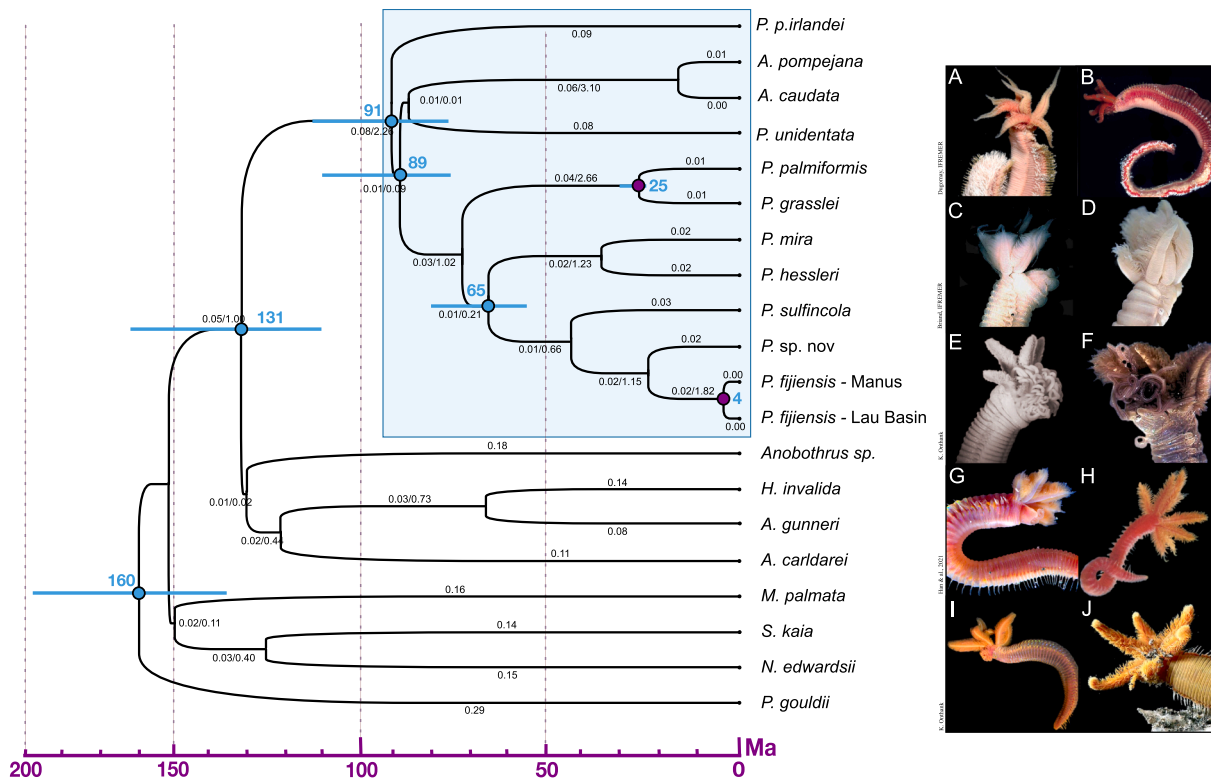 P. p.irlandei
0.09
A. pompejana
0.01
0.06/3.10
A. caudata
0.00
0.01/0.01
91
0.08/2.26
P. unidentata
0.08
89
0.01/0.09
P. palmiformis
0.01
0.04/2.66
25
P. grasslei
0.01
P. mira
0.02
0.02/1.23
0.03/1.02
P. hessleri
0.02
65
0.01/0.21
P. sulfincola
0.03
131
0.05/1.00
0.01/0.66
P. sp. nov
0.02
0.02/1.15
P. fijiensis - Manus
0.00
0.02/1.82
4
P. fijiensis - Lau Basin
0.00
Anobothrus sp.
0.18
0.01/0.02
H. invalida
0.14
0.03/0.73
A. gunneri
0.08
0.02/0.44
A. carldarei
0.11
160
M. palmata
0.16
0.02/0.11
S. kaia
0.14
0.03/0.40
N. edwardsii
0.15
P. gouldii
0.29
Ma
200
150
100
50
0
A
B
C
D
E
F
G
H
I
J
Dugornay, IFREMER
Briand, IFREMER
Han & al., 2021